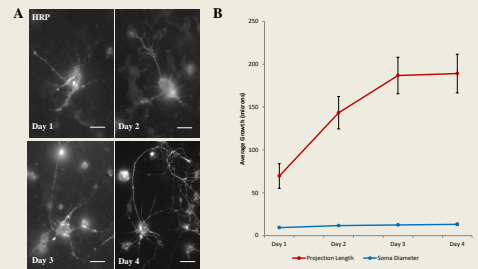 A
HRP
Day 1
Day 2
Day 3
Day 4
B
250
200
150
100
50
0
Average Growth (microns)
Day 1 Day 2 Day 3 Day 4
Projection Length Soma Diameter